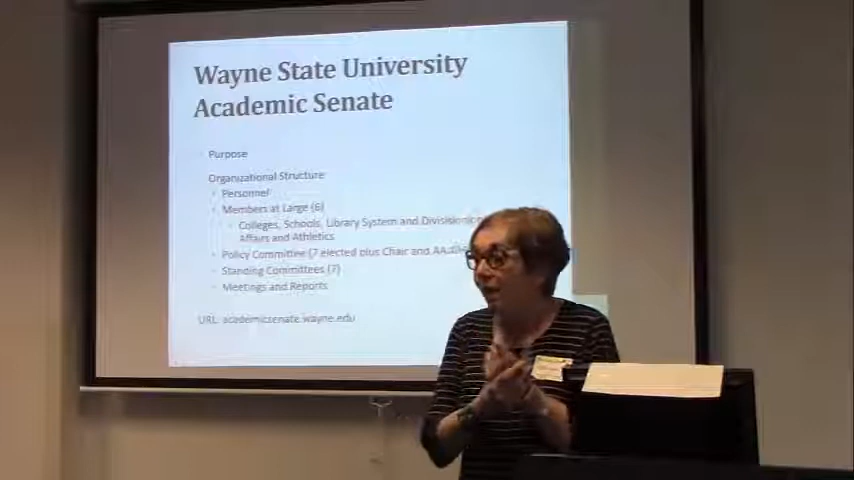 Wayne State University
Academic Senate
Purpose
Organizational Structure
Personnel
Members at Large (6)
Colleges, Schools, Library System and Division
Affairs and Athletics
Policy Committee (7 elected plus Chair and
Standing Committees (7)
Meetings and Reports
URL: academicsenate.wayne.edu